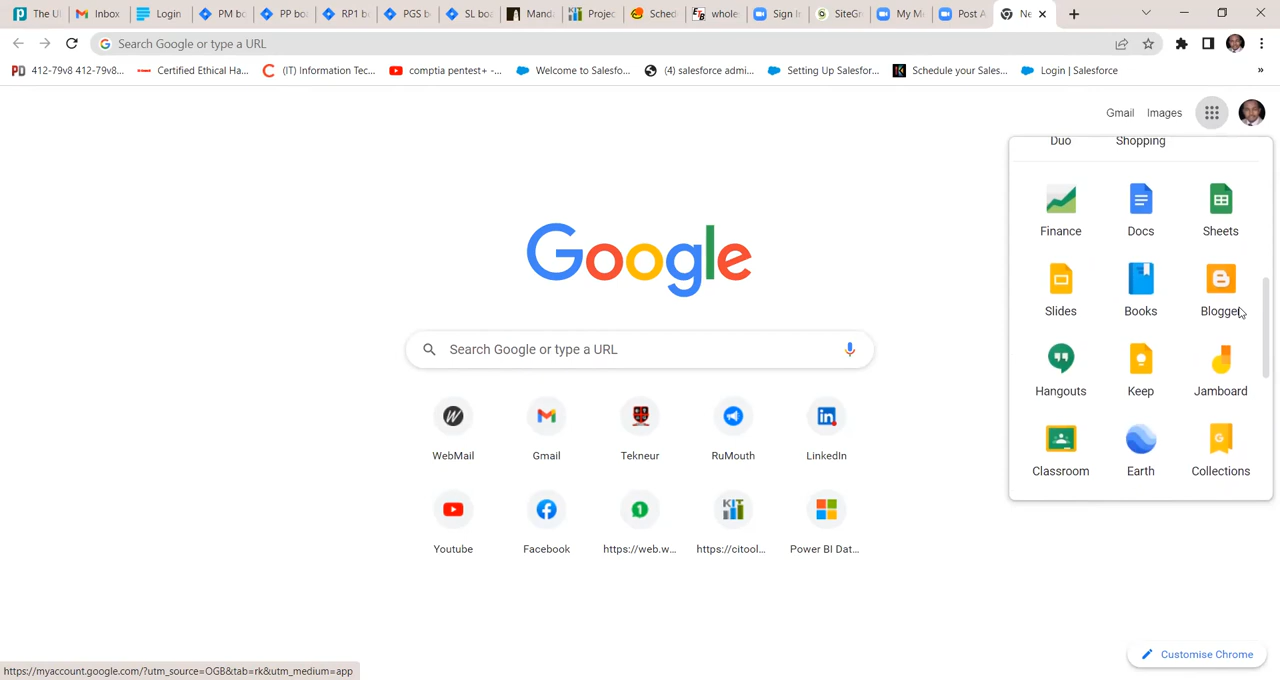 The Ul
Inbox
Login
PM bo
PP boa
RP1 b
PGS b
SL boa
Manda
Projec
Sched
whole
Sign In
SiteGr
My M
Post A
Ne
Search Google or type a URL
412-79v8 412-79v8...
Certified Ethical Ha...
(IT) Information Tec...
comptia pentest+ -...
Welcome to Salesfo...
(4) salesforce admi...
Setting Up Salesfor...
Schedule your Sales...
Login | Salesforce
»
Gmail Images
Duo Shopping
Finance Docs Sheets
Google
Slides Books Blogger
Search Google or type a URL
Hangouts Keep Jamboard
WebMail Gmail Tekneur RuMouth LinkedIn
Classroom Earth Collections
KIT
Youtube Facebook https://web.w... https://citool... Power BI Dat...
Customise Chrome
https://myaccount.google.com/?utm_source=OGB&tab=rk&utm_medium=app